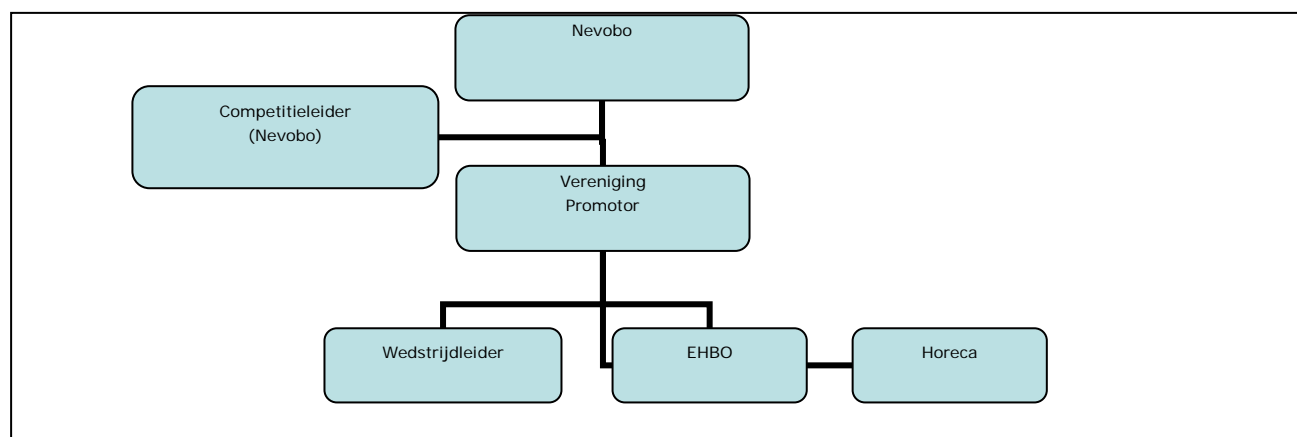 Nevobo
Competitieleider
(Nevobo)
Vereniging
Promotor
Wedstrijdleider
EHBO
Horeca